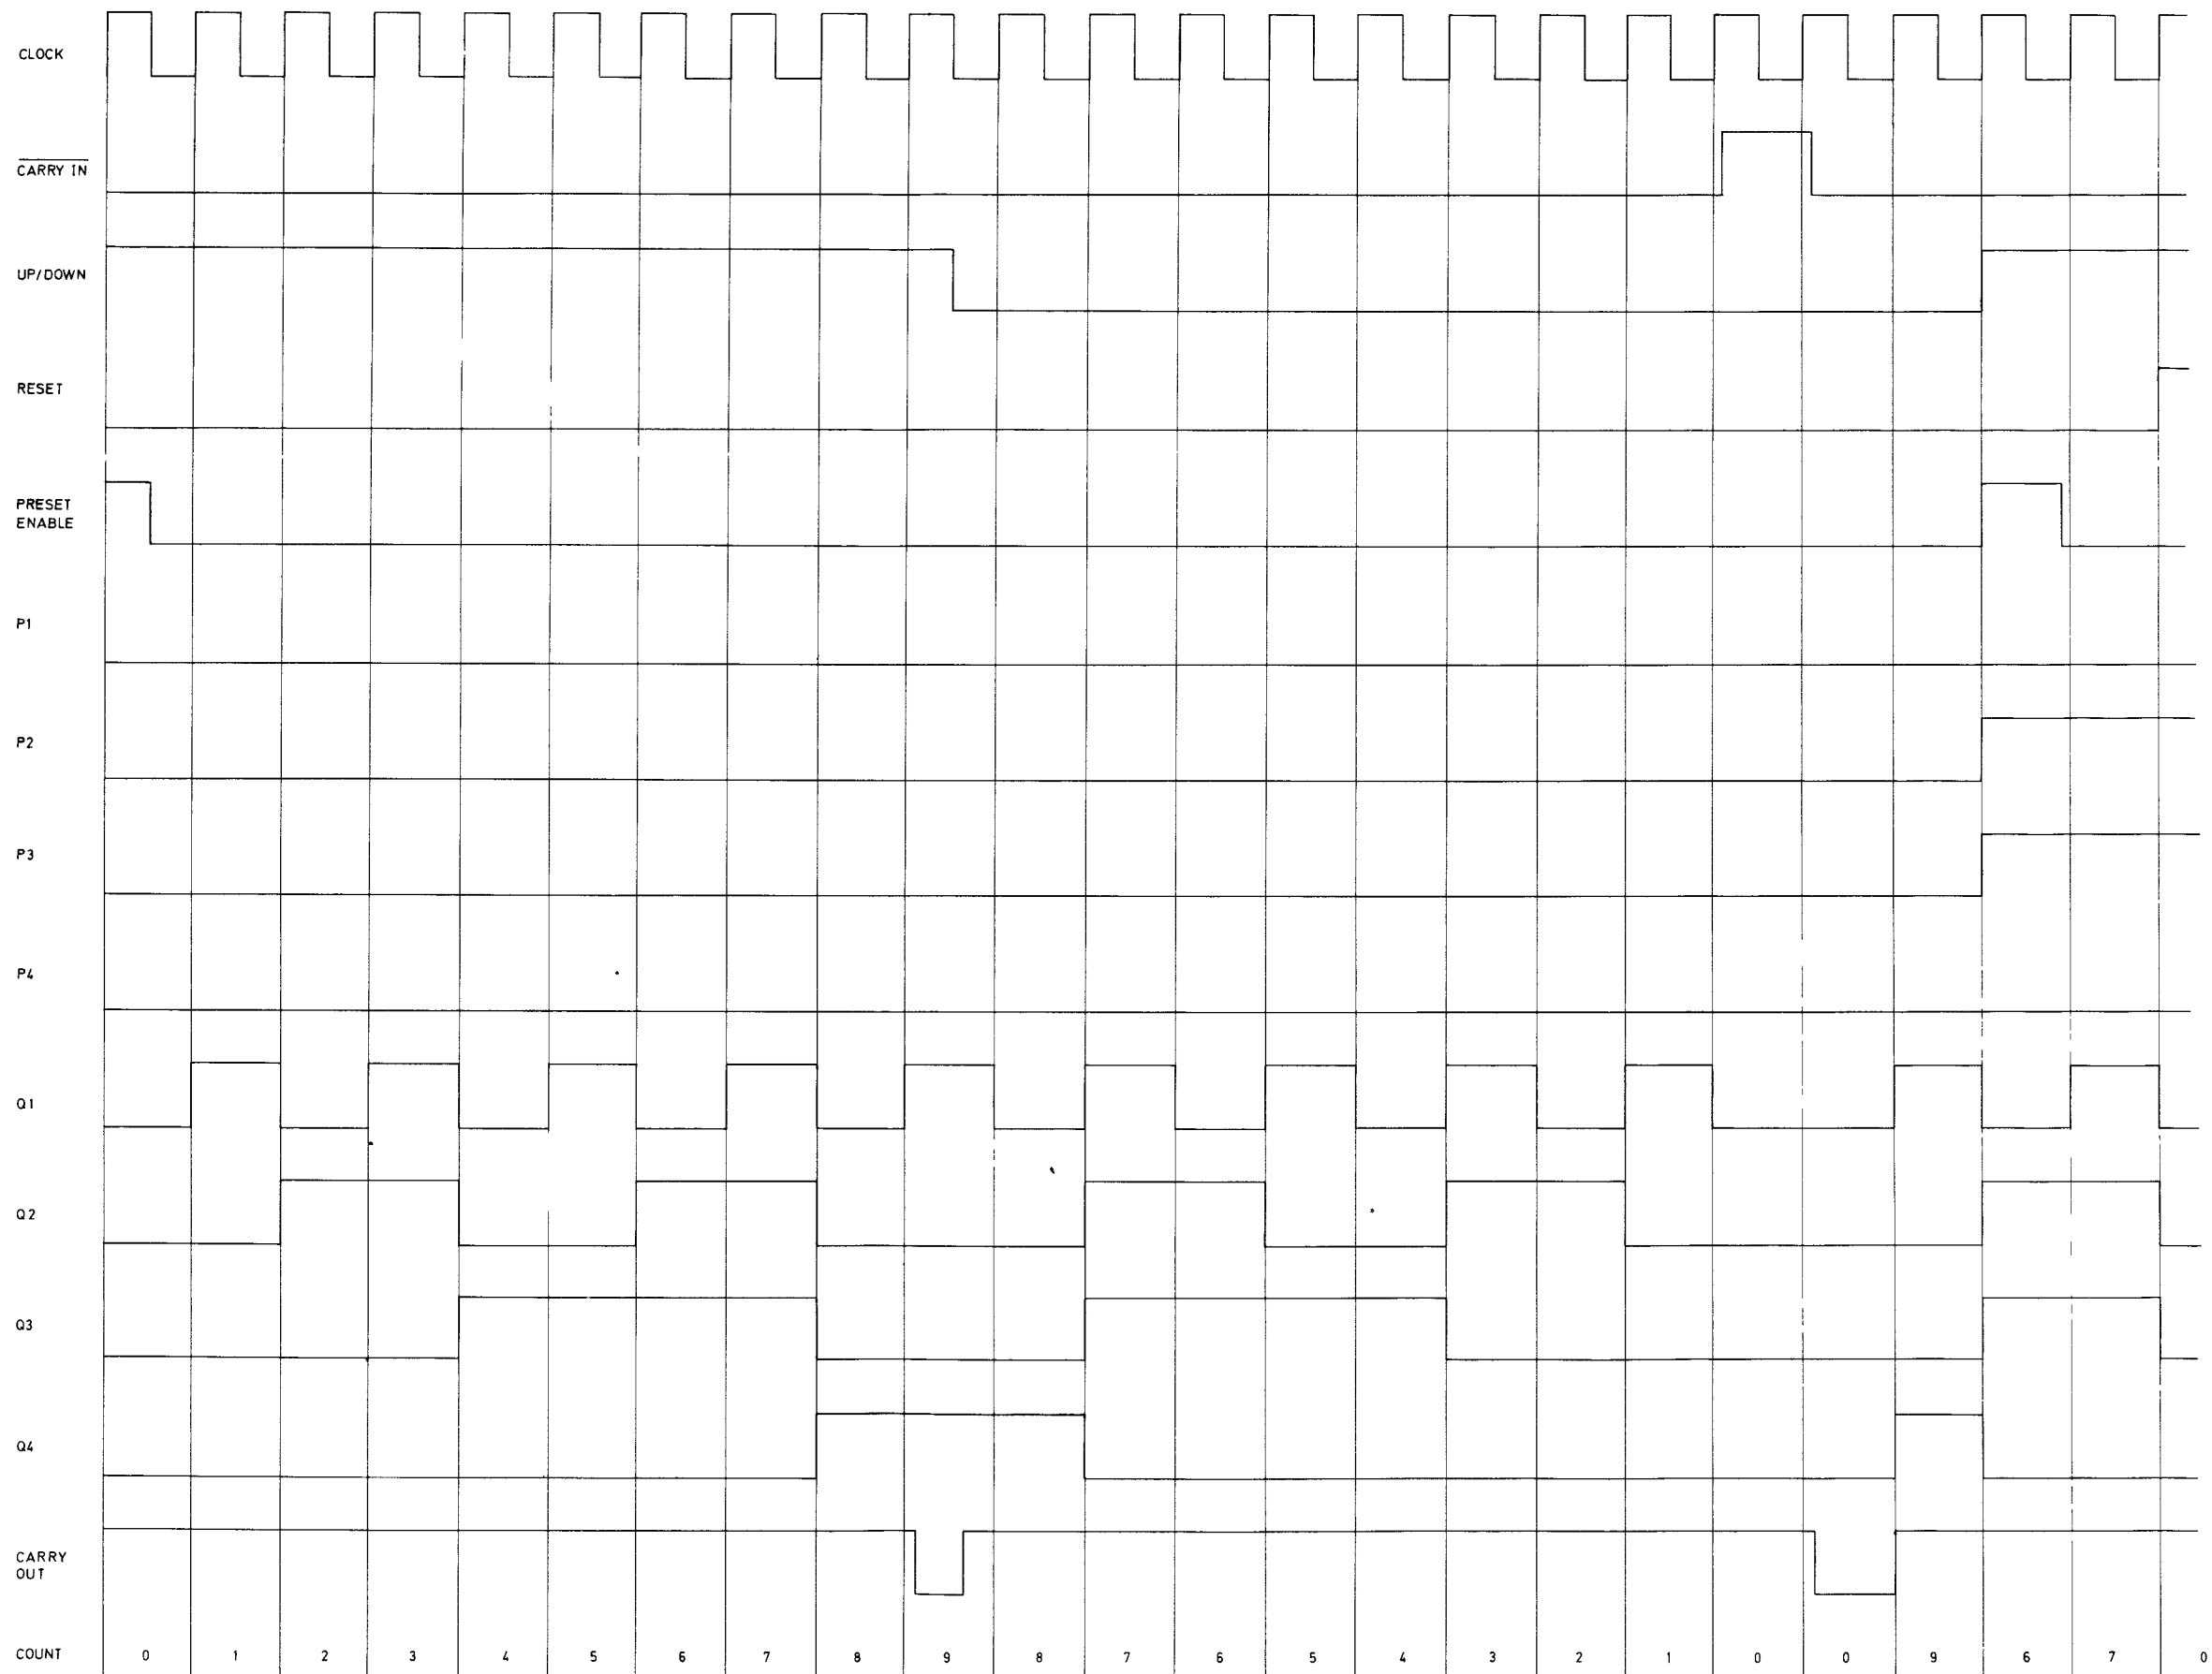 CLOCK
CARRY IN
UP/DOWN
RESET
PRESET
ENABLE
P1
P2
P3
P4
Q1
Q2
Q3
Q4
CARRY
OUT
COUNT 0 1 2 3 4 5 6 7 8 9 8 7 6 5 4 3 2 1 0 0 9 6 7 0